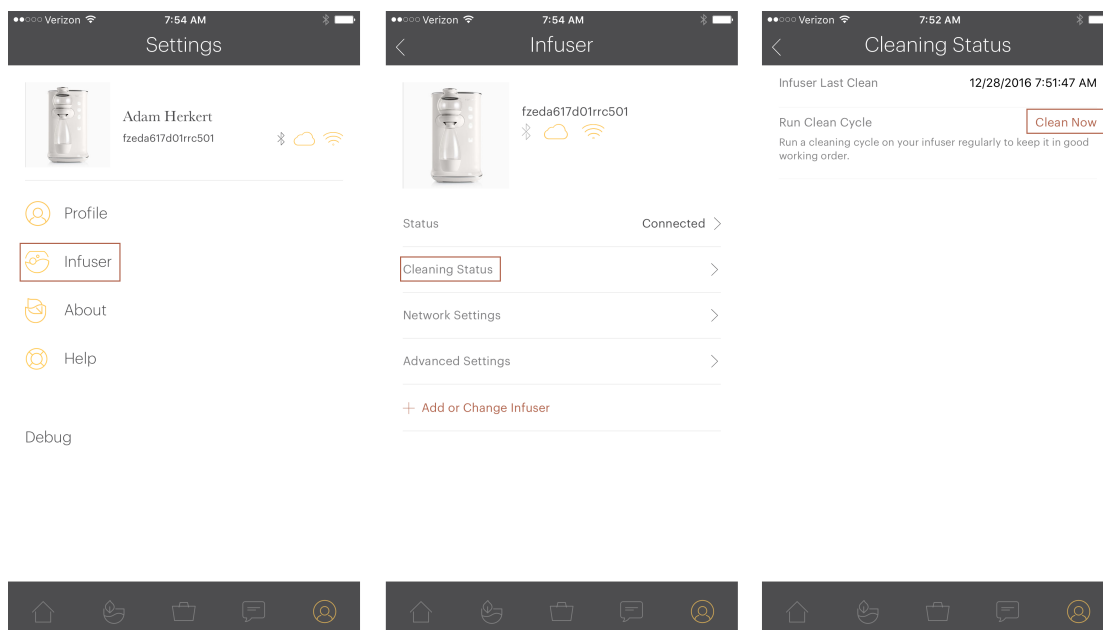 Verizon 7:54 AM
Settings
Adam Herkert
fzeda617d01rrc501
Profile
Infuser
About
Help
Debug
Verizon 7:54 AM
Infuser
fzeda617d01rrc501
Status Connected
Cleaning Status
Network Settings
Advanced Settings
+ Add or Change Infuser
Verizon 7:52 AM
Cleaning Status
Infuser Last Clean 12/28/2016 7:51:47 AM
Run Clean Cycle Clean Now
Run a cleaning cycle on your infuser regularly to keep it in good
working order.